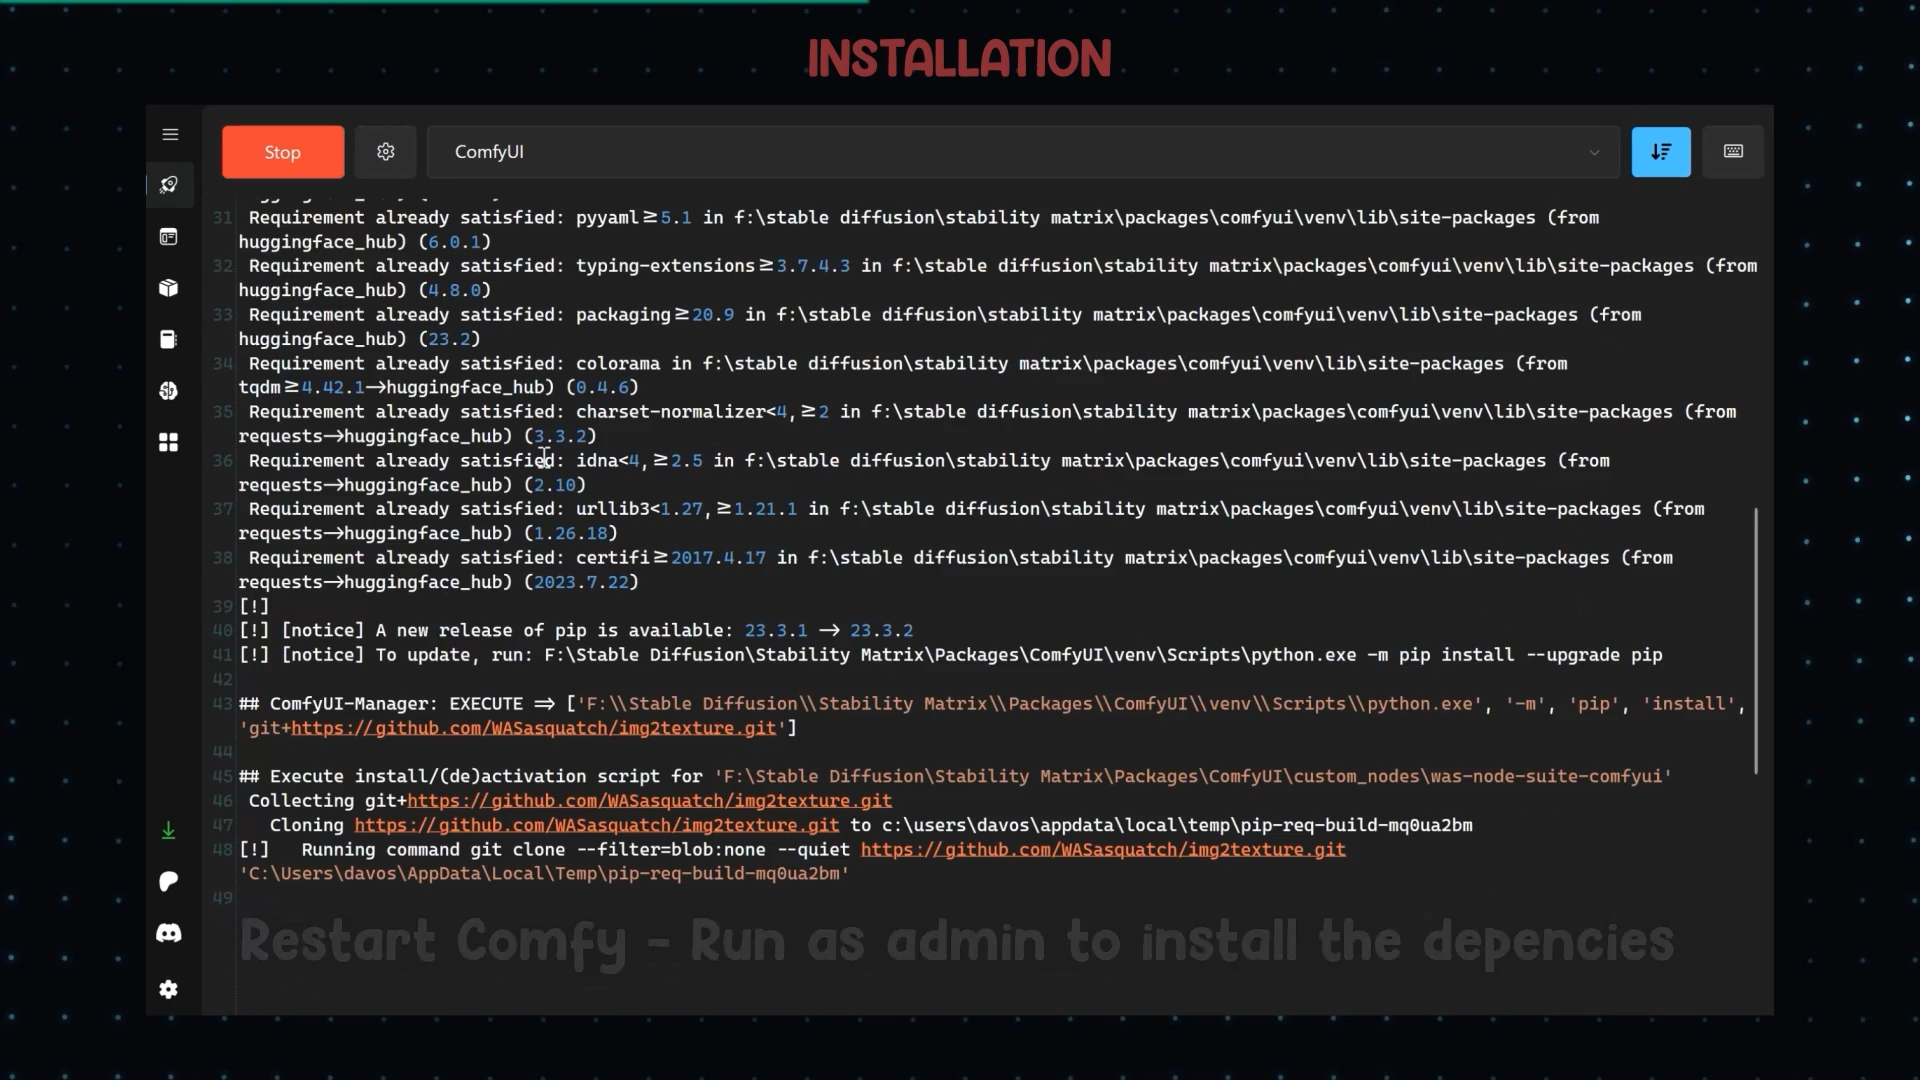 INSTALLATION
Stop
ComfyUI
31 Requirement already satisfied: pyyaml≥5.1 in f:\stable diffusion\stability matrix\packages\comfyui\venv\lib\site-packages (from
huggingface_hub) (6.0.1)
32 Requirement already satisfied: typing-extensions≥3.7.4.3 in f:\stable diffusion\stability matrix\packages\comfyui\venv\lib\site-packages (from
huggingface_hub) (4.8.0)
33 Requirement already satisfied: packaging≥20.9 in f:\stable diffusion\stability matrix\packages\comfyui\venv\lib\site-packages (from
huggingface_hub) (23.2)
34 Requirement already satisfied: colorama in f:\stable diffusion\stability matrix\packages\comfyui\venv\lib\site-packages (from
tqdm≥4.42.1→huggingface_hub) (0.4.6)
35 Requirement already satisfied: charset-normalizer<4,≥2 in f:\stable diffusion\stability matrix\packages\comfyui\venv\lib\site-packages (from
requests→huggingface_hub) (3.3.2)
36 Requirement already satisfied: idna<4,≥2.5 in f:\stable diffusion\stability matrix\packages\comfyui\venv\lib\site-packages (from
requests→huggingface_hub) (2.10)
37 Requirement already satisfied: urllib3<1.27,≥1.21.1 in f:\stable diffusion\stability matrix\packages\comfyui\venv\lib\site-packages (from
requests→huggingface_hub) (1.26.18)
38 Requirement already satisfied: certifi≥2017.4.17 in f:\stable diffusion\stability matrix\packages\comfyui\venv\lib\site-packages (from
requests→huggingface_hub) (2023.7.22)
39 [!]
40 [!] [notice] A new release of pip is available: 23.3.1 → 23.3.2
41 [!] [notice] To update, run: F:\Stable Diffusion\Stability Matrix\Packages\ComfyUI\venv\Scripts\python.exe -m pip install --upgrade pip
42
43 ## ComfyUI-Manager: EXECUTE ⇒ ['F:\\Stable Diffusion\\Stability Matrix\\Packages\\ComfyUI\\venv\\Scripts\\python.exe', '-m', 'pip', 'install',
'git+https://github.com/WASasquatch/img2texture.git']
44
45 ## Execute install/(de)activation script for 'F:\Stable Diffusion\Stability Matrix\Packages\ComfyUI\custom_nodes\was-node-suite-comfyui'
46 Collecting git+https://github.com/WASasquatch/img2texture.git
47 Cloning https://github.com/WASasquatch/img2texture.git to c:\users\davos\appdata\local\temp\pip-req-build-mq0ua2bm
48 [!] Running command git clone --filter=blob:none --quiet https://github.com/WASasquatch/img2texture.git
'C:\Users\davos\AppData\Local\Temp\pip-req-build-mq0ua2bm'
49
Restart Comfy - Run as admin to install the depencies